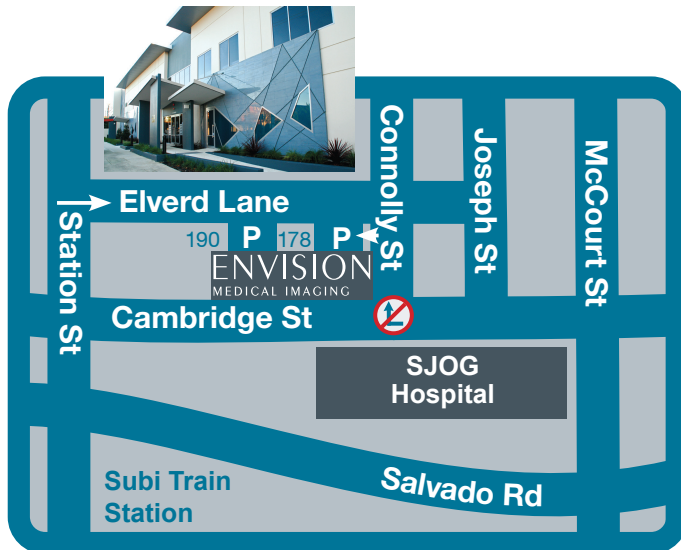 Connolly St
Joseph St
McCourt St
Elverd Lane
Station St
190 P 178 P
ENVISION
MEDICAL IMAGING
Cambridge St
SJOG
Hospital
Salvado Rd
Subi Train
Station